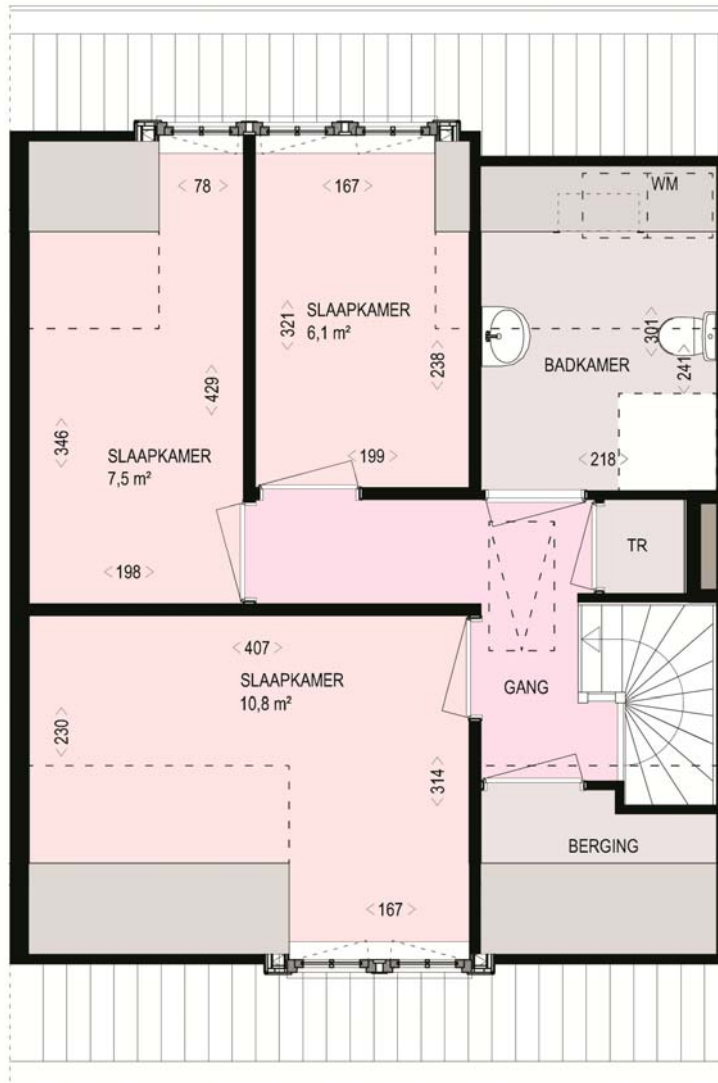 WM
< 78 >
< 167 >
< 321 >
SLAAPKAMER
6,1 m²
< 301 >
< 238 >
< 241 >
BADKAMER
< 429 >
< 346 >
SLAAPKAMER
7,5 m²
< 199 >
< 218 >
TR
< 198 >
< 407 >
SLAAPKAMER
10,8 m²
GANG
< 230 >
< 314 >
BERGING
< 167 >